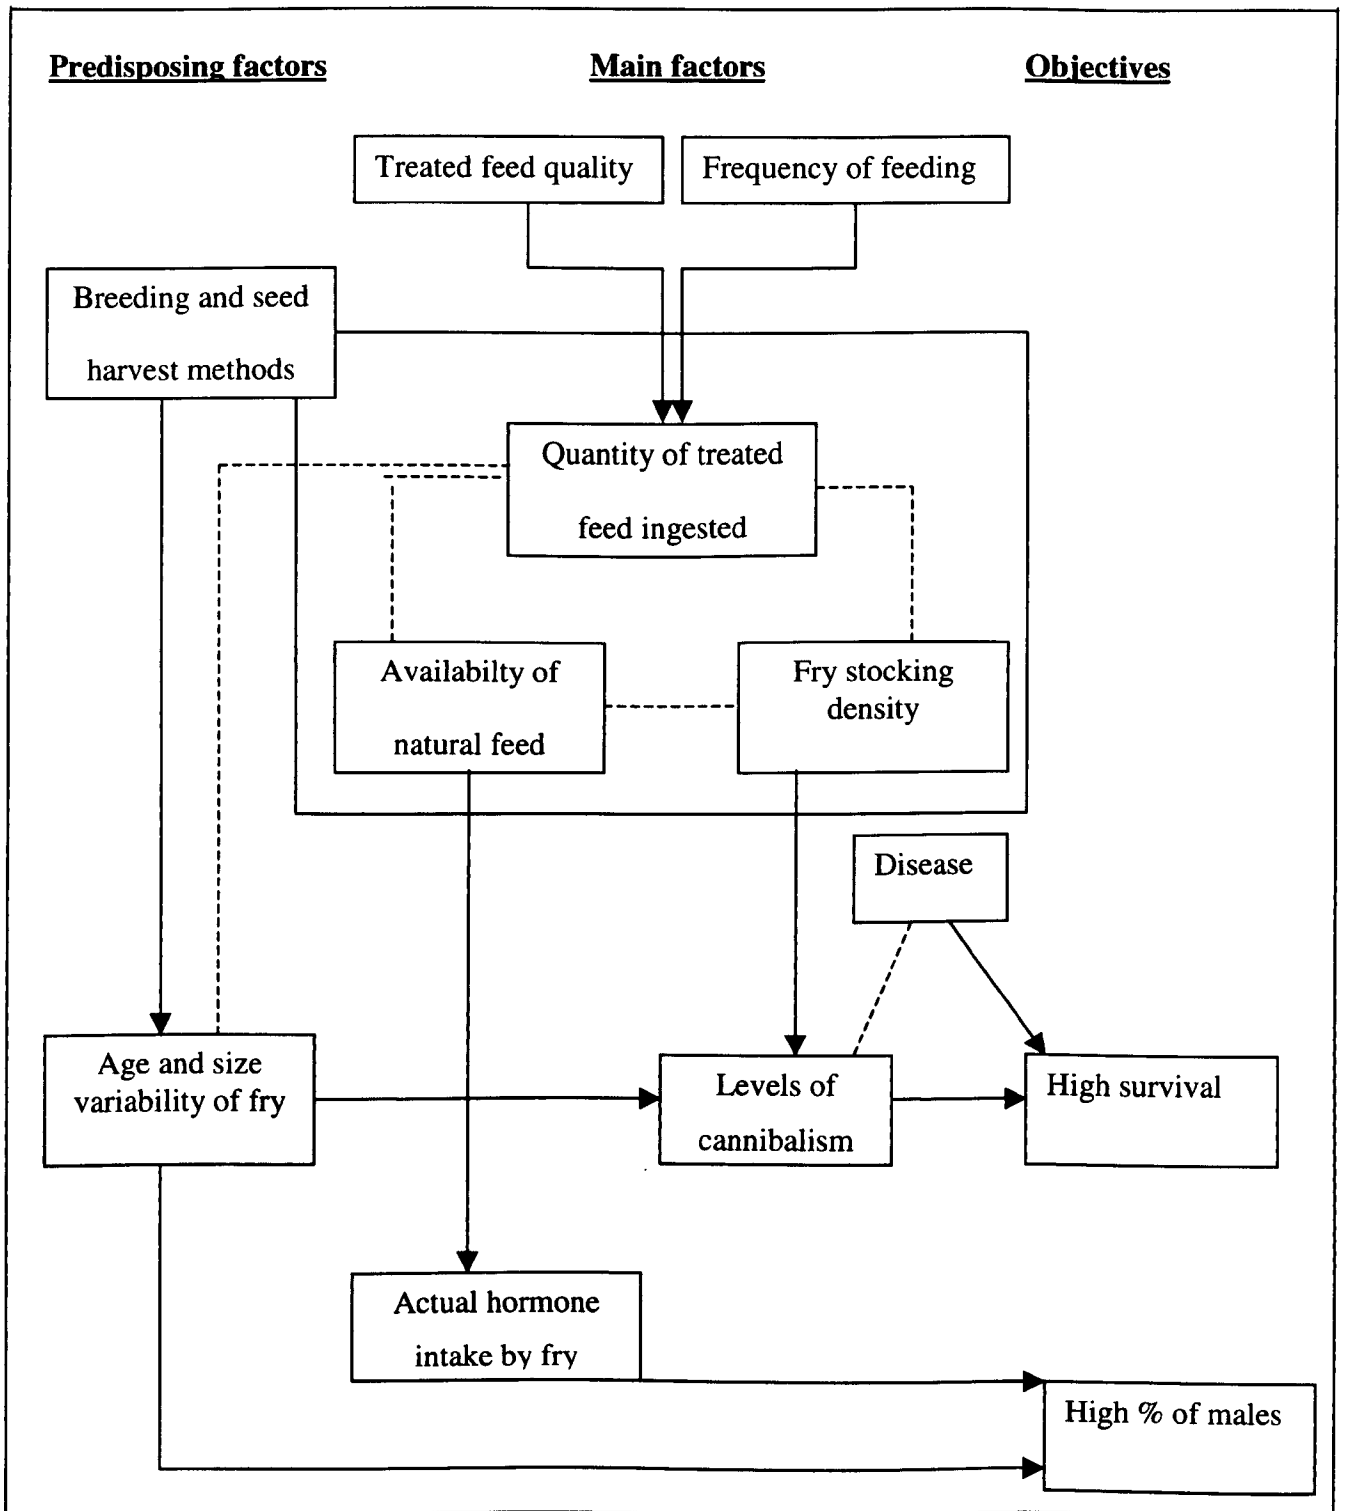 Predisposing factors
Main factors
Objectives
Treated feed quality
Frequency of feeding
Breeding and seed
harvest methods
Quantity of treated
feed ingested
Availabilty of
natural feed
Fry stocking
density
Disease
Age and size
variability of fry
Levels of
cannibalism
High survival
Actual hormone
intake by fry
High % of males